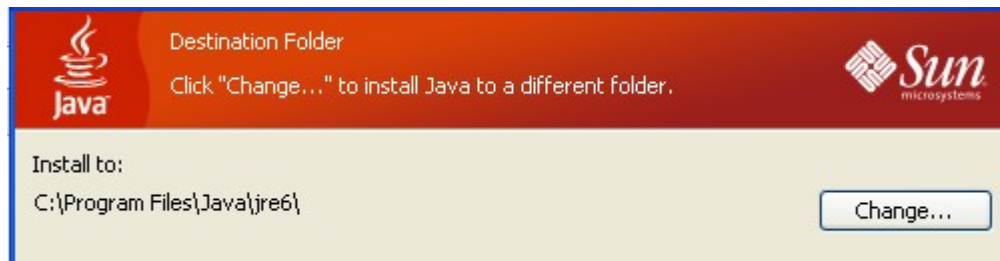 Destination Folder
Click "Change..." to install Java to a different folder.
Java
Sun
microsystems
Install to:
C:\Program Files\Java\jre6\
Change...